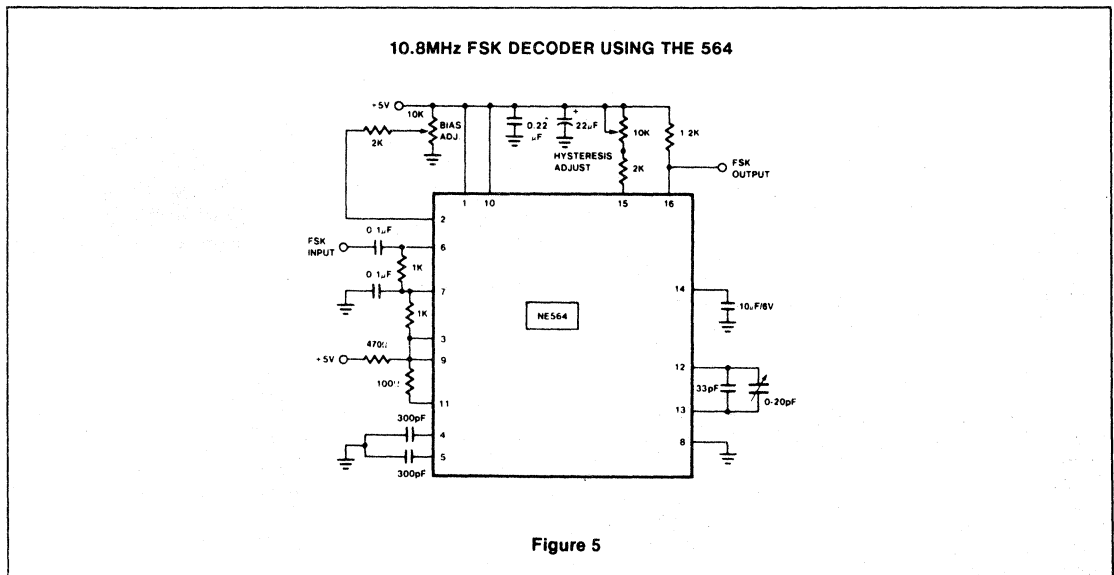 10.8MHz FSK DECODER USING THE 564
+5V
10K
BIAS
ADJ.
2K
0.22
µF
+
22µF
10K
1 2K
HYSTERESIS
ADJUST
2K
FSK
OUTPUT
1
10
15
16
2
0 1µF
FSK
INPUT
6
1K
0 1µF
7
14
10µF/6V
NE564
1K
3
470Ω
+5V
9
12
100Ω
33pF
0-20pF
11
13
300pF
4
8
5
300pF
Figure 5